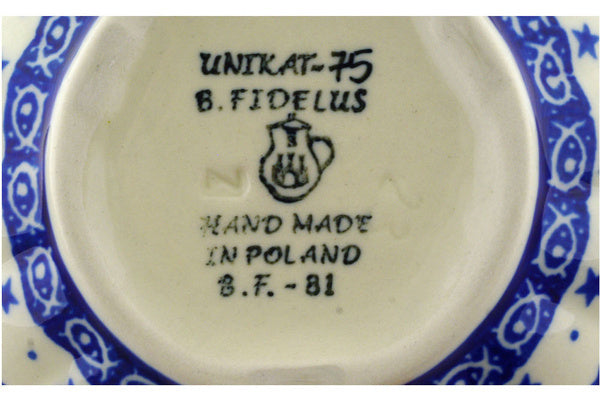 UNIKAT-75
B. FIDELUS
HAND MADE
IN POLAND
B.F. - 81